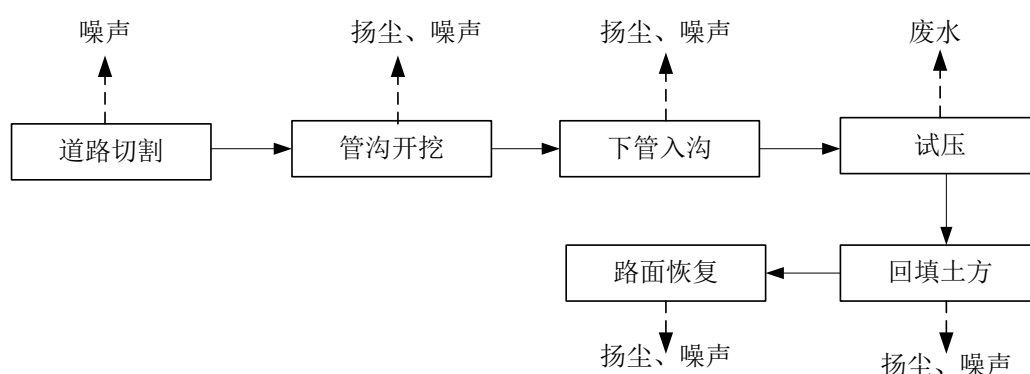 噪声
扬尘、噪声
扬尘、噪声
废水
道路切割
管沟开挖
下管入沟
试压
路面恢复
回填土方
扬尘、噪声
扬尘、噪声